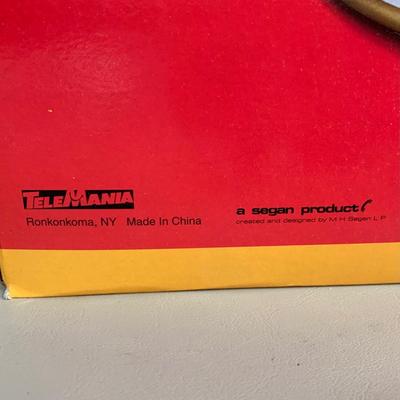 TELEMANIA
Ronkonkoma, NY Made In China
a segan product
created and designed by M H Segan L P